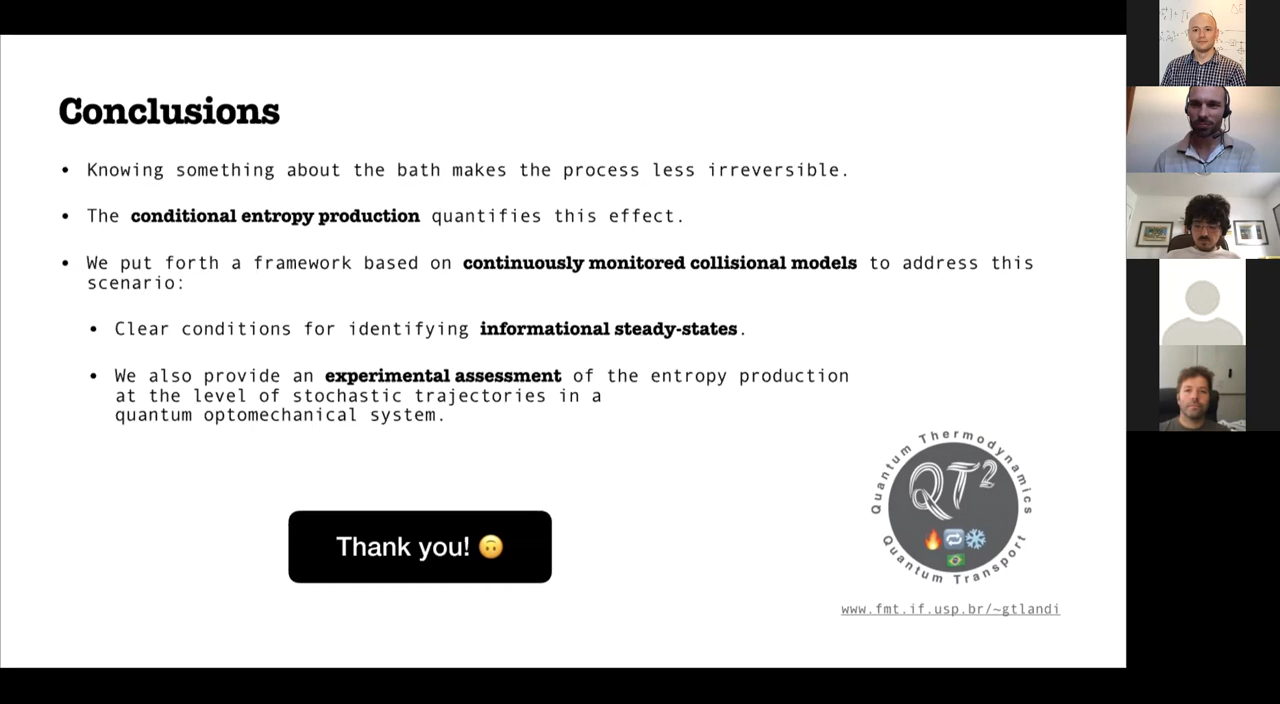 Conclusions
• Knowing something about the bath makes the process less irreversible.
• The conditional entropy production quantifies this effect.
• We put forth a framework based on continuously monitored collisional models to address this
scenario:
• Clear conditions for identifying informational steady-states.
• We also provide an experimental assessment of the entropy production
at the level of stochastic trajectories in a
quantum optomechanical system.
Quantum Thermodynamics
QT2
Quantum Transport
Thank you! 🙃
www.fmt.if.usp.br/~gtlandi